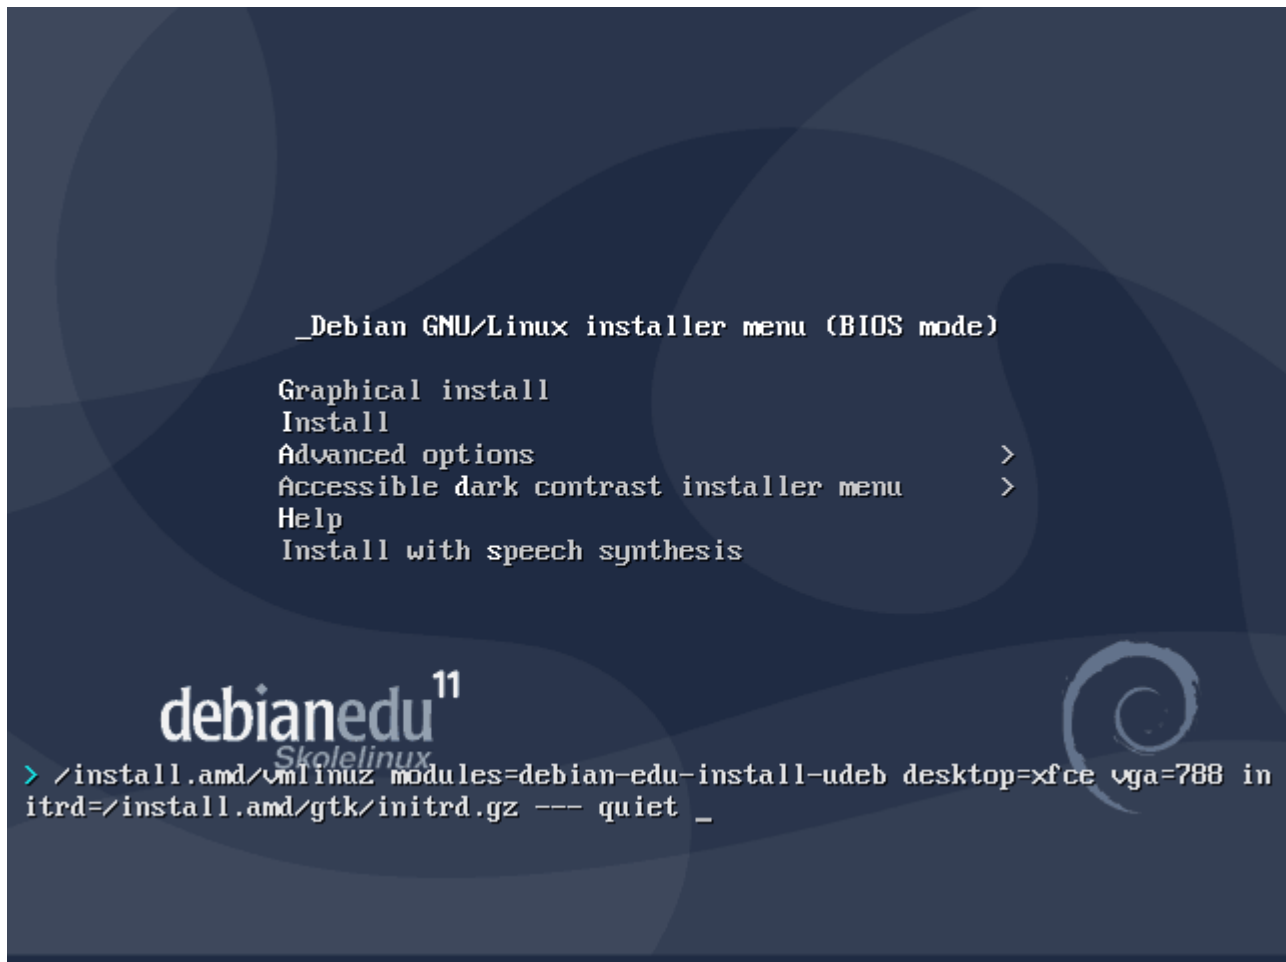 _Debian GNU/Linux installer menu (BIOS mode)
Graphical install
Install
Advanced options >
Accessible dark contrast installer menu >
Help
Install with speech synthesis
debianedu 11
Skolelinux
> /install.amd/vmlinuz modules=debian-edu-install-udeb desktop=xfce vga=788 in
itrd=/install.amd/gtk/initrd.gz --- quiet _